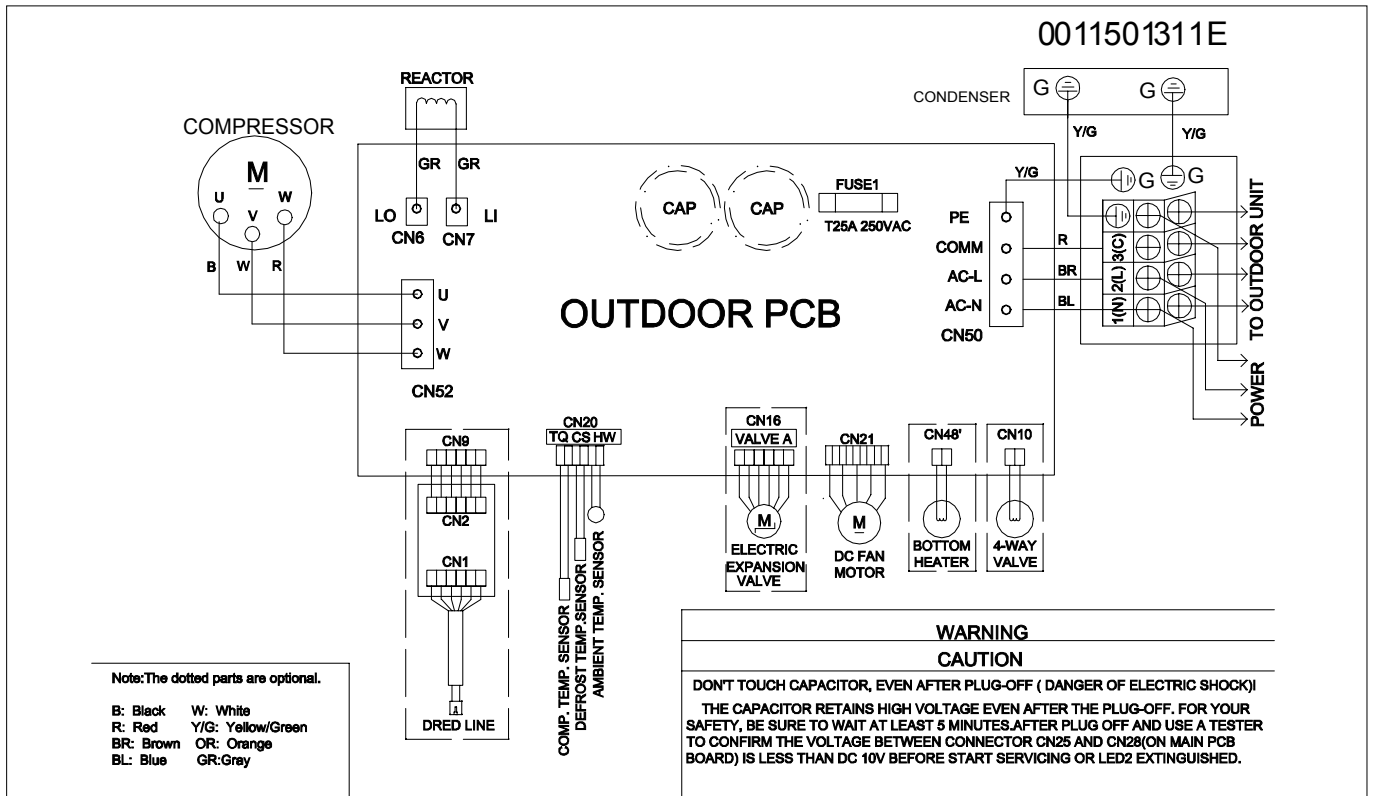 0011501311E
REACTOR
CONDENSER
G
G
COMPRESSOR
Y/G
Y/G
GR
GR
M
U
W
V
B
W
R
LO
LI
CN6
CN7
CAP
CAP
FUSE1
T25A 250VAC
Y/G
G
G
PE
COMM
AC-L
AC-N
CN50
R
BR
BL
3(C)
2(L)
1(N)
TO OUTDOOR UNIT
POWER
OUTDOOR PCB
U
V
W
CN52
CN9
CN2
CN1
A
DRED LINE
CN20
TQ CS HW
COMP. TEMP. SENSOR
DEFROST TEMP.SENSOR
AMBIENT TEMP. SENSOR
CN16
VALVE A
M
ELECTRIC
EXPANSION
VALVE
CN21
M
DC FAN
MOTOR
CN48'
BOTTOM
HEATER
CN10
4-WAY
VALVE
Note:The dotted parts are optional.
B: Black W: White
R: Red Y/G: Yellow/Green
BR: Brown OR: Orange
BL: Blue GR:Gray
WARNING
CAUTION
DON'T TOUCH CAPACITOR, EVEN AFTER PLUG-OFF ( DANGER OF ELECTRIC SHOCK)!
THE CAPACITOR RETAINS HIGH VOLTAGE EVEN AFTER THE PLUG-OFF. FOR YOUR
SAFETY, BE SURE TO WAIT AT LEAST 5 MINUTES.AFTER PLUG OFF AND USE A TESTER
TO CONFIRM THE VOLTAGE BETWEEN CONNECTOR CN25 AND CN28(ON MAIN PCB
BOARD) IS LESS THAN DC 10V BEFORE START SERVICING OR LED2 EXTINGUISHED.